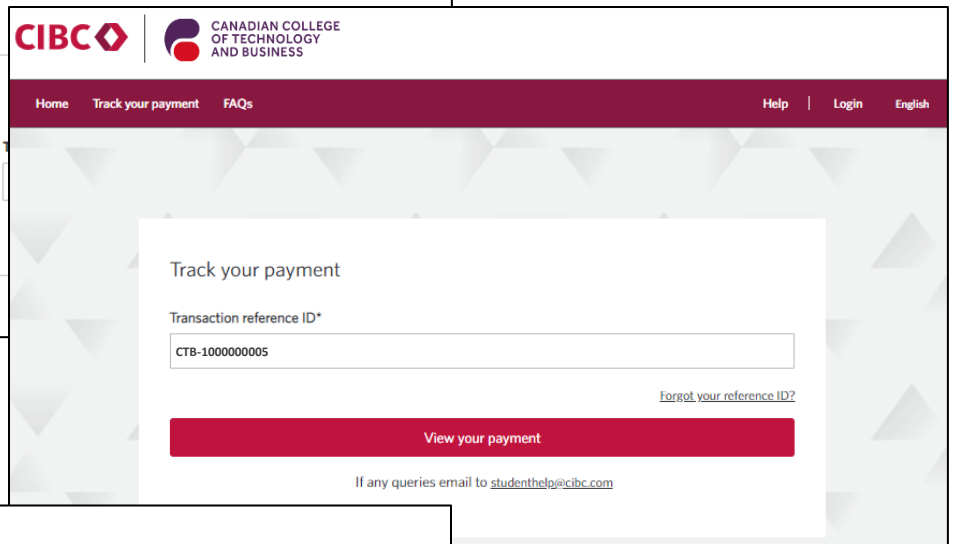 CIBC
CANADIAN COLLEGE
OF TECHNOLOGY
AND BUSINESS
Home Track your payment FAQs Help | Login English
Track your payment
Transaction reference ID*
CTB-1000000005
Forgot your reference ID?
View your payment
If any queries email to studenthelp@cibc.com